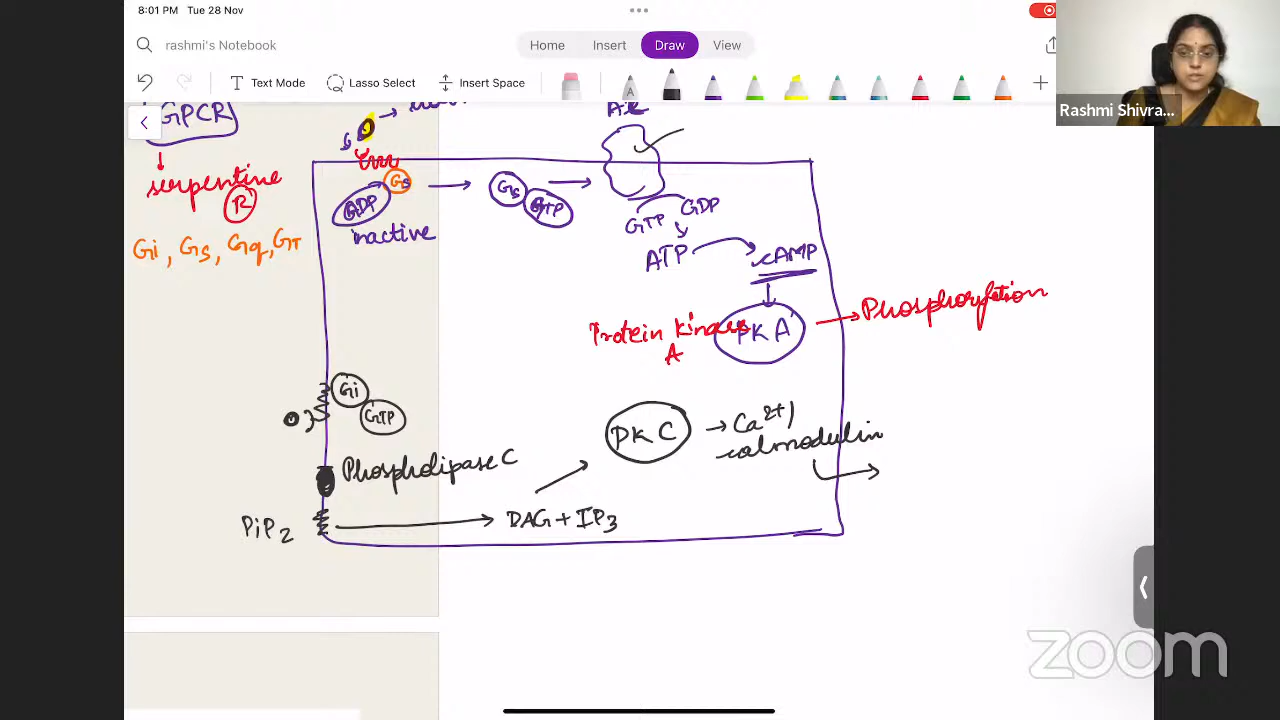 8:01 PM Tue 28 Nov
rashmi's Notebook
Home Insert Draw View
Text Mode Lasso Select Insert Space
Rashmi Shivra...
GPCR
serpentine
R
Gi, Gs, Gq, GT
GDP Gs
inactive
Gs GTP
GTP GDP
ATP cAMP
Protein kinase
A
PKA
Phosphorylation
Gi
GTP
PKC
Ca2+/
calmodulin
Phospholipase C
PiP2
DAG + IP3
zoom